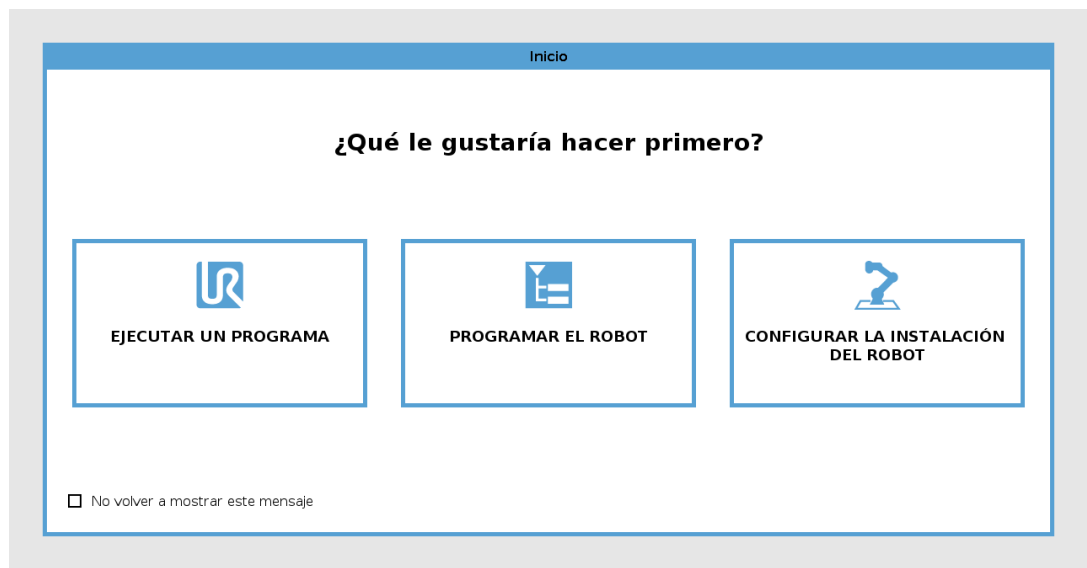 Inicio
¿Qué le gustaría hacer primero?
EJECUTAR UN PROGRAMA
PROGRAMAR EL ROBOT
CONFIGURAR LA INSTALACIÓN
DEL ROBOT
No volver a mostrar este mensaje